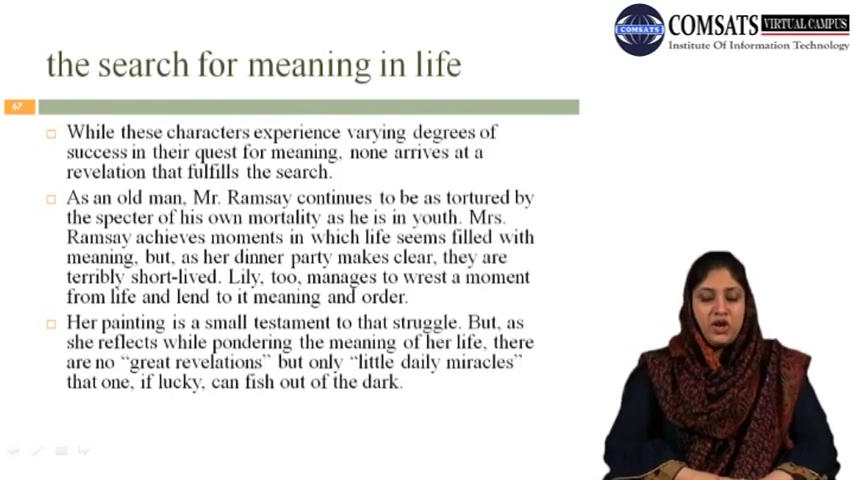 COMSATS VIRTUAL CAMPUS
COMSATS
Institute Of Information Technology
the search for meaning in life
67
While these characters experience varying degrees of
success in their quest for meaning, none arrives at a
revelation that fulfills the search.
As an old man, Mr. Ramsay continues to be as tortured by
the specter of his own mortality as he is in youth. Mrs.
Ramsay achieves moments in which life seems filled with
meaning, but, as her dinner party makes clear, they are
terribly short-lived. Lily, too, manages to wrest a moment
from life and lend to it meaning and order.
Her painting is a small testament to that struggle. But, as
she reflects while pondering the meaning of her life, there
are no “great revelations” but only “little daily miracles”
that one, if lucky, can fish out of the dark.